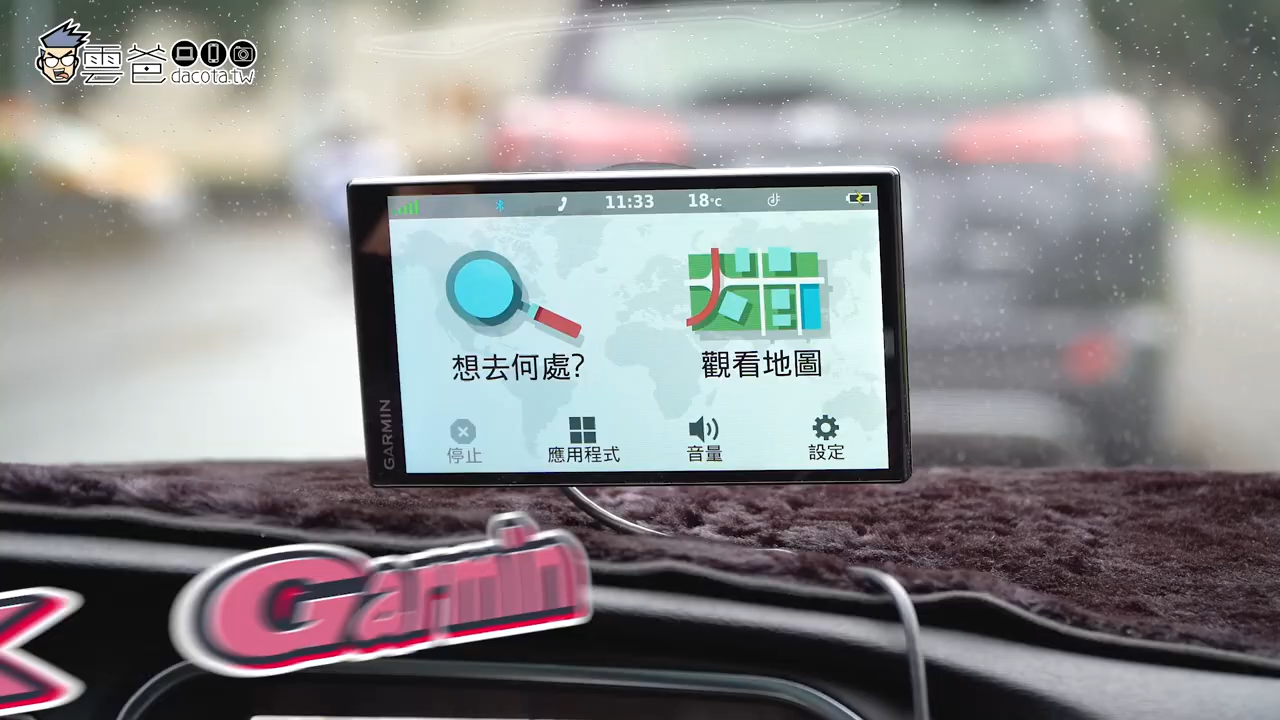 雲爸
dacota.tw
11:33 18°C
想去何處? 觀看地圖
停止 應用程式 音量 設定
GARMIN
Garmin